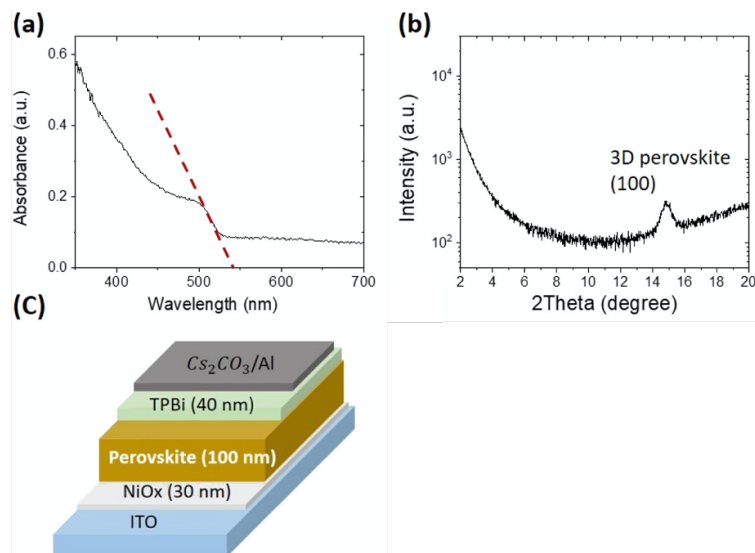 (a)
0.6
0.4
0.2
0.0
Absorbance (a.u.)
400 500 600 700
Wavelength (nm)
(b)
10⁴
10³
10²
Intensity (a.u.)
3D perovskite
(100)
2 4 6 8 10 12 14 16 18 20
2Theta (degree)
(C)
Cs₂CO₃/Al
TPBi (40 nm)
Perovskite (100 nm)
NiOx (30 nm)
ITO